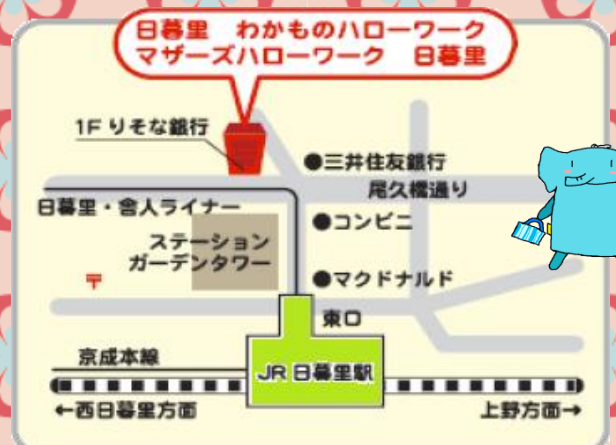 日暮里 わかものハローワーク
マザーズハローワーク 日暮里
1F りそな銀行
●三井住友銀行
尾久橋通り
日暮里・舎人ライナー
●コンビニ
ステーション
ガーデンタワー
〒
●マクドナルド
東口
京成本線
JR 日暮里駅
←西日暮里方面
上野方面→